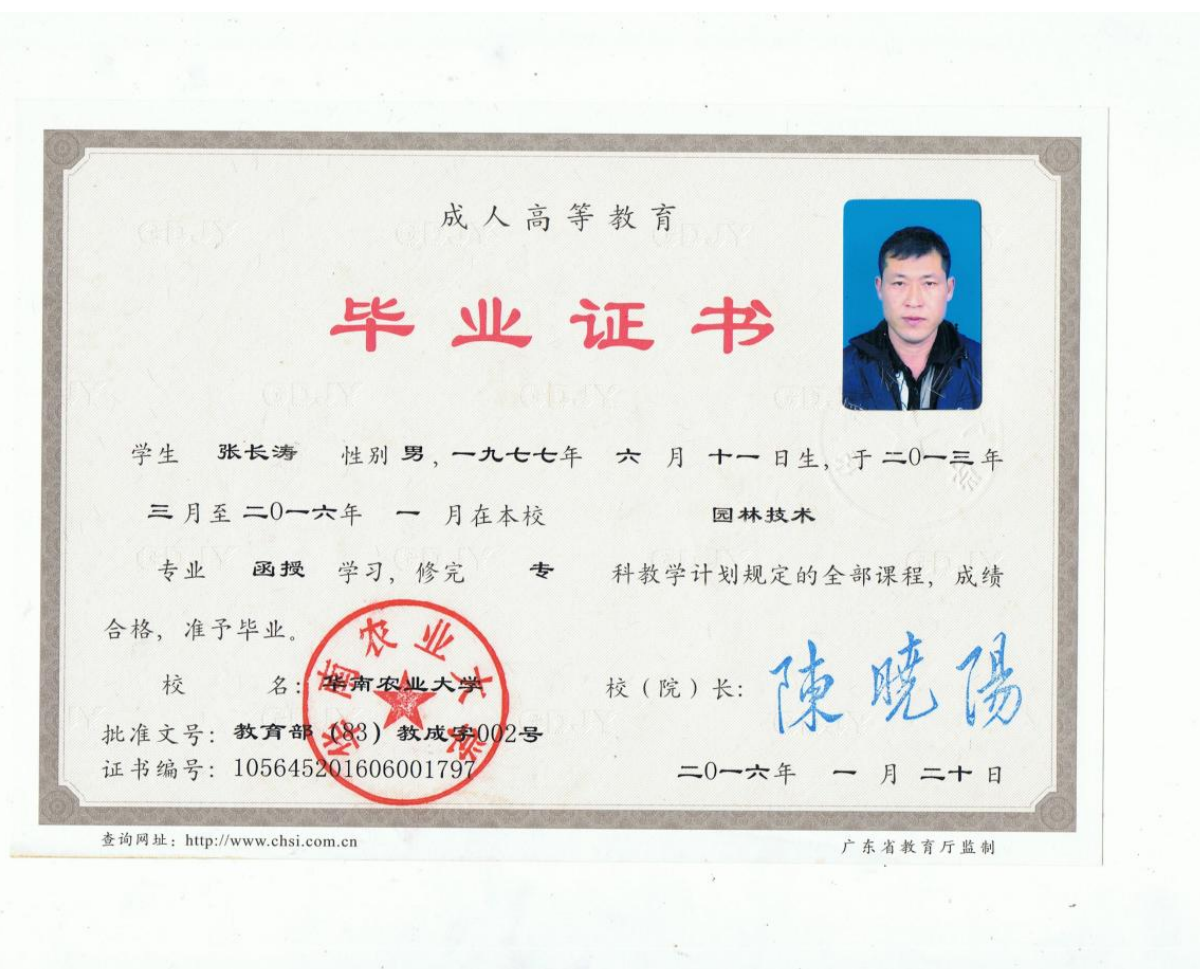 成人高等教育
毕业证书
学生 张长涛 性别 男，一九七七年 六 月 十一 日生，于 二〇一三 年
三 月至 二〇一六年 一 月在本校 园林技术
专业 函授 学习，修完 专 科教学计划规定的全部课程，成绩
合格，准予毕业。
华南农业大学
校 名：华南农业大学 校（院）长：陳曉陽
批准文号：教育部（83）教成字002号
证书编号：105645201606001797 二〇一六年 一 月 二十 日
查询网址：http://www.chsi.com.cn 广东省教育厅监制
GDJY